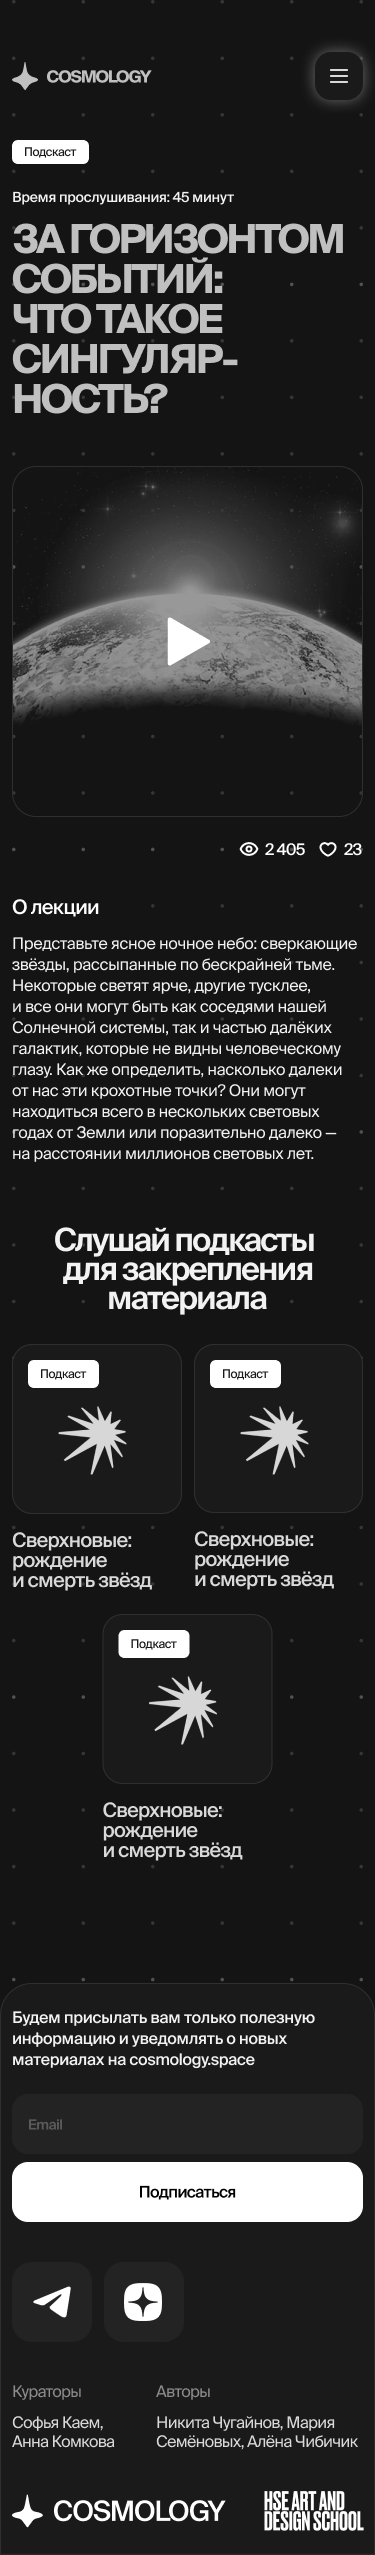 COSMOLOGY
Подскаст
Время прослушивания: 45 минут
ЗА ГОРИЗОНТОМ
СОБЫТИЙ:
ЧТО ТАКОЕ
СИНГУЛЯР-
НОСТЬ?
2 405 23
О лекции
Представьте ясное ночное небо: сверкающие
звёзды, рассыпанные по бескрайней тьме.
Некоторые светят ярче, другие тусклее,
и все они могут быть как соседями нашей
Солнечной системы, так и частью далёких
галактик, которые не видны человеческому
глазу. Как же определить, насколько далеки
от нас эти крохотные точки? Они могут
находиться всего в нескольких световых
годах от Земли или поразительно далеко —
на расстоянии миллионов световых лет.
Слушай подкасты
для закрепления
материала
Подкаст
Сверхновые:
рождение
и смерть звёзд
Подкаст
Сверхновые:
рождение
и смерть звёзд
Подкаст
Сверхновые:
рождение
и смерть звёзд
Будем присылать вам только полезную
информацию и уведомлять о новых
материалах на cosmology.space
Email
Подписаться
Кураторы
Софья Каем,
Анна Комкова
Авторы
Никита Чугайнов, Мария
Семёновых, Алёна Чибичик
COSMOLOGY
HSE ART AND
DESIGN SCHOOL